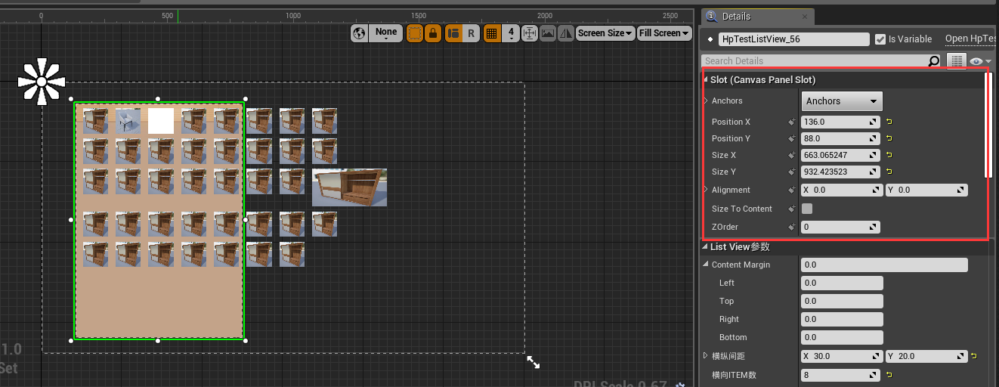 0 500 1000 1500 2000 2500
None R 4 Screen Size Fill Screen
1.0
Set
DPI Scale 0.67
Details
HpTestListView_56 Is Variable Open HpTes
Search Details
Slot (Canvas Panel Slot)
Anchors Anchors
Position X 136.0
Position Y 88.0
Size X 663.065247
Size Y 932.423523
Alignment X 0.0 Y 0.0
Size To Content
ZOrder 0
List View参数
Content Margin 0.0
Left 0.0
Top 0.0
Right 0.0
Bottom 0.0
横纵间距 X 30.0 Y 20.0
横向ITEM数 8